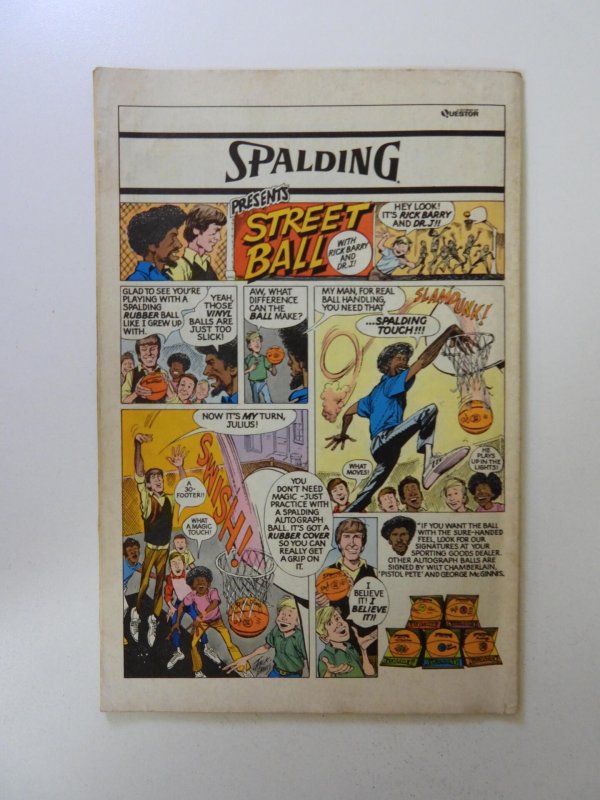 QUESTOR
SPALDING
PRESENTS
STREET
BALL
WITH
RICK BARRY
AND
DR.J!
HEY LOOK!
IT'S RICK BARRY
AND DR.J!!
GLAD TO SEE YOU'RE
PLAYING WITH A
SPALDING
RUBBER BALL
LIKE I GREW UP
WITH.
YEAH,
THOSE
VINYL
BALLS ARE
JUST TOO
SLICK!
AW, WHAT
DIFFERENCE
CAN THE
BALL MAKE?
MY MAN, FOR REAL
BALL HANDLING,
YOU NEED THAT
....SPALDING
TOUCH!!!
SLAMDUNK!
WHAT
MOVES!
HE
PLAYS
UP IN THE
LIGHTS!
NOW IT'S MY TURN,
JULIUS!
A
30-
FOOTER!!
WHAT
A MAGIC
TOUCH!
SWISH!
YOU
DON'T NEED
MAGIC -JUST
PRACTICE WITH
A SPALDING
AUTOGRAPH
BALL. IT'S GOT A
RUBBER COVER
SO YOU CAN
REALLY GET
A GRIP ON
IT.
"IF YOU WANT THE BALL
WITH THE SURE-HANDED
FEEL, LOOK FOR OUR
SIGNATURES AT YOUR
SPORTING GOODS DEALER.
OTHER AUTOGRAPH BALLS ARE
SIGNED BY WILT CHAMBERLAIN,
'PISTOL PETE' AND GEORGE McGINNIS.
I
BELIEVE
IT! I
BELIEVE
IT!!